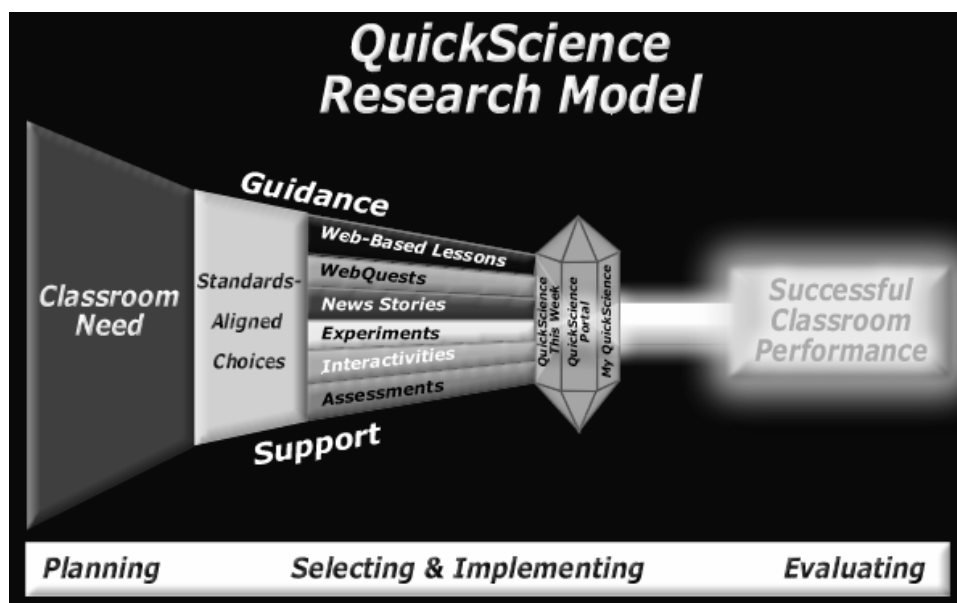 QuickScience
Research Model
Guidance
Classroom
Need
Standards-
Aligned
Choices
Web-Based Lessons
WebQuests
News Stories
Experiments
Interactivities
Assessments
QuickScience
This Week
QuickScience
Portal
My QuickScience
Successful
Classroom
Performance
Support
Planning
Selecting & Implementing
Evaluating